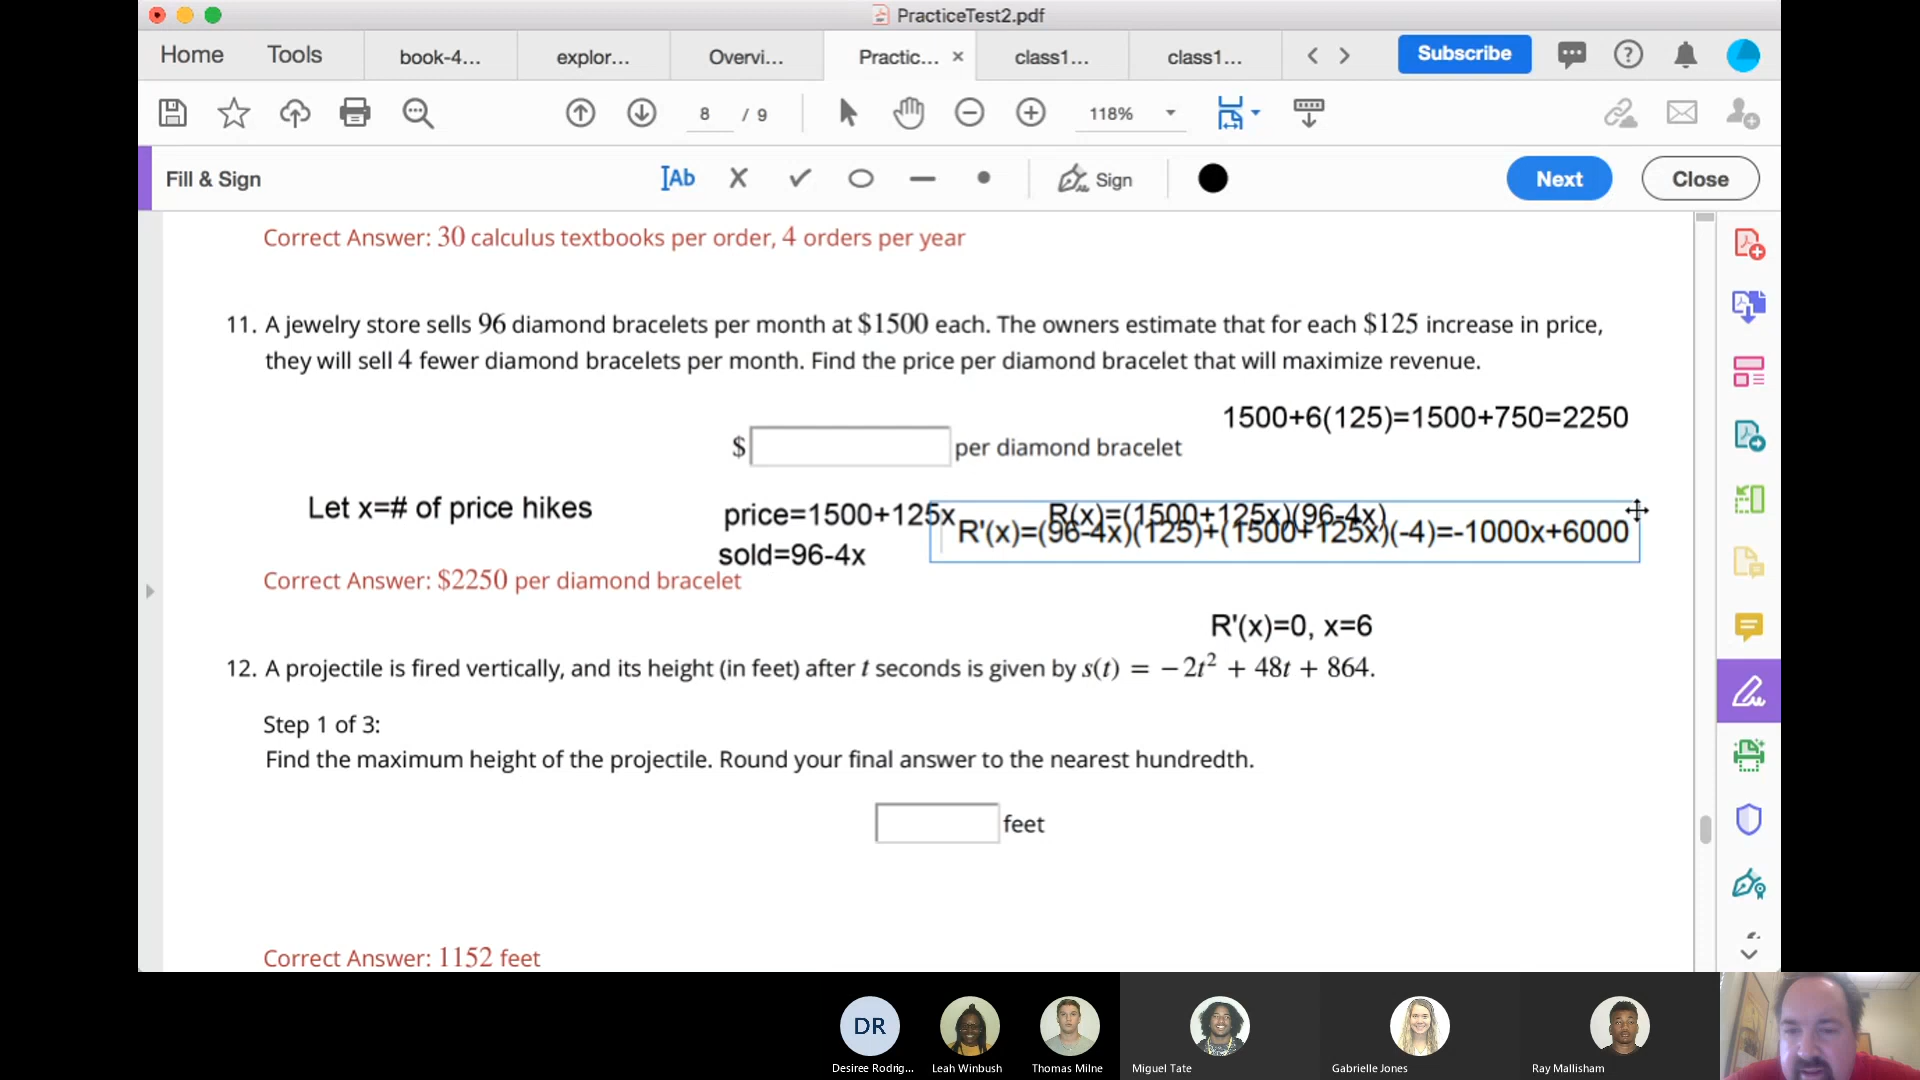 PracticeTest2.pdf
Home Tools book-4... explor... Overvi... Practic... × class1... class1... Subscribe
8 / 9 118%
Fill & Sign Ab Sign Next Close
Correct Answer: 30 calculus textbooks per order, 4 orders per year
11. A jewelry store sells 96 diamond bracelets per month at $1500 each. The owners estimate that for each $125 increase in price,
they will sell 4 fewer diamond bracelets per month. Find the price per diamond bracelet that will maximize revenue.
1500+6(125)=1500+750=2250
$ per diamond bracelet
Let x=# of price hikes
price=1500+125x
R(x)=(1500+125x)(96-4x)
R'(x)=(96-4x)(125)+(1500+125x)(-4)=-1000x+6000
sold=96-4x
Correct Answer: $2250 per diamond bracelet
R'(x)=0, x=6
12. A projectile is fired vertically, and its height (in feet) after t seconds is given by s(t) = −2t² + 48t + 864.
Step 1 of 3:
Find the maximum height of the projectile. Round your final answer to the nearest hundredth.
feet
Correct Answer: 1152 feet
DR
Desiree Rodrig... Leah Winbush Thomas Milne Miguel Tate Gabrielle Jones Ray Mallisham